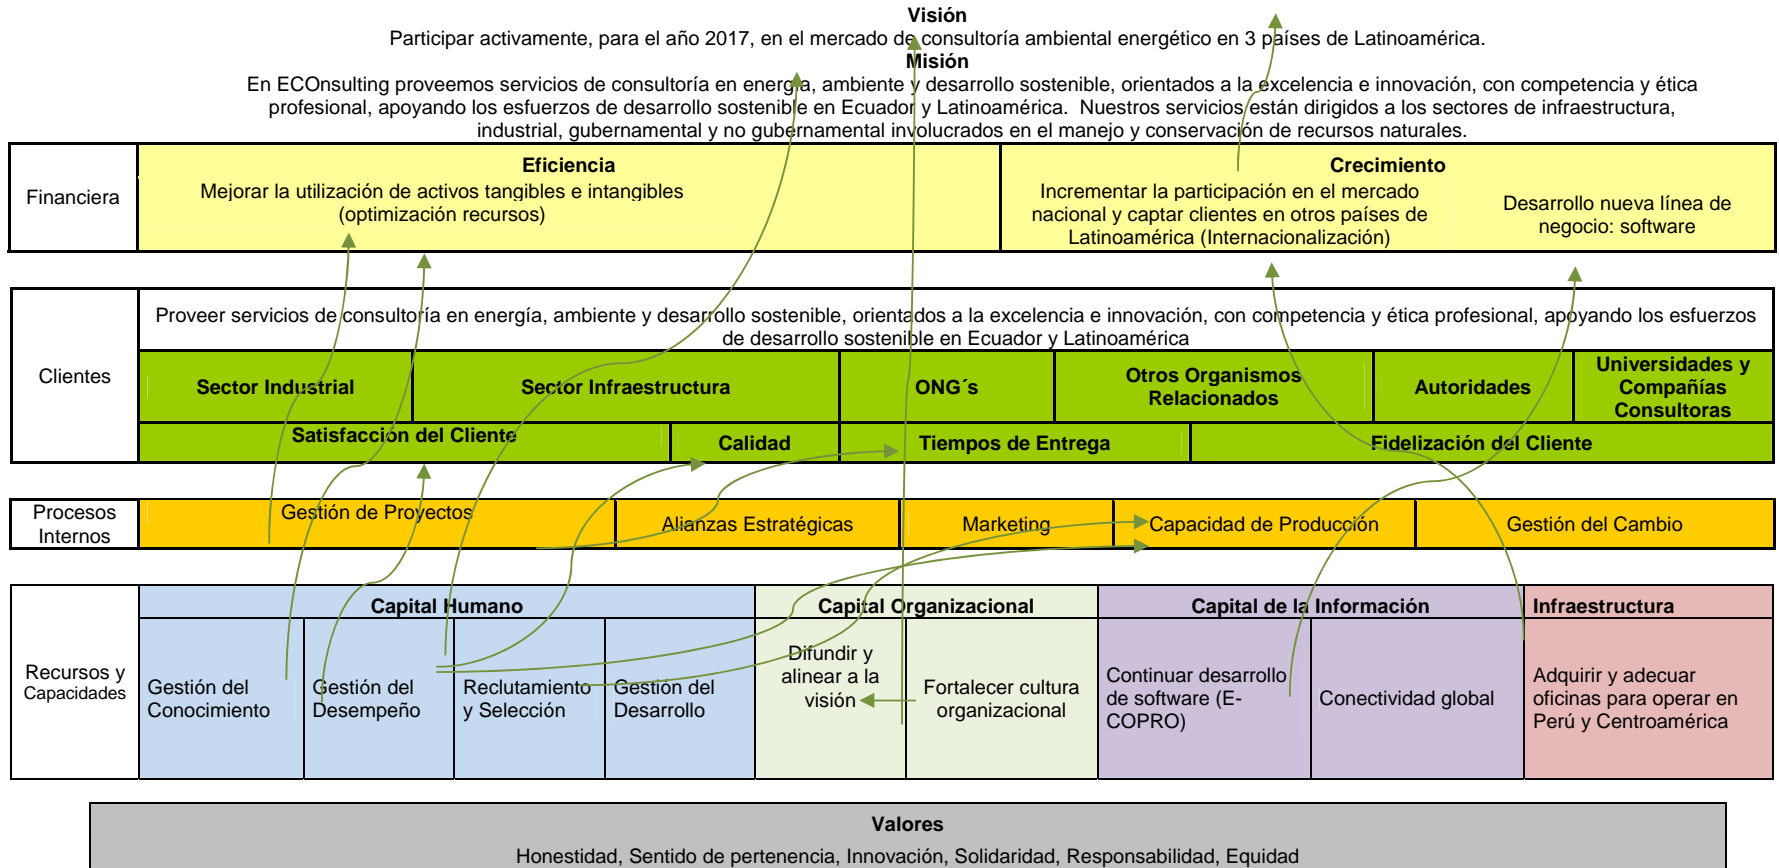 Visión
Participar activamente, para el año 2017, en el mercado de consultoría ambiental energético en 3 países de Latinoamérica.
Misión
En ECOnsulting proveemos servicios de consultoría en energía, ambiente y desarrollo sostenible, orientados a la excelencia e innovación, con competencia y ética
profesional, apoyando los esfuerzos de desarrollo sostenible en Ecuador y Latinoamérica. Nuestros servicios están dirigidos a los sectores de infraestructura,
industrial, gubernamental y no gubernamental involucrados en el manejo y conservación de recursos naturales.
Financiera
Eficiencia
Mejorar la utilización de activos tangibles e intangibles
(optimización recursos)
Crecimiento
Incrementar la participación en el mercado
nacional y captar clientes en otros países de
Latinoamérica (Internacionalización)
Desarrollo nueva línea de
negocio: software
Clientes
Proveer servicios de consultoría en energía, ambiente y desarrollo sostenible, orientados a la excelencia e innovación, con competencia y ética profesional, apoyando los esfuerzos
de desarrollo sostenible en Ecuador y Latinoamérica
Sector Industrial
Sector Infraestructura
ONG´s
Otros Organismos
Relacionados
Autoridades
Universidades y
Compañías
Consultoras
Satisfacción del Cliente
Calidad
Tiempos de Entrega
Fidelización del Cliente
Procesos
Internos
Gestión de Proyectos
Alianzas Estratégicas
Marketing
Capacidad de Producción
Gestión del Cambio
Recursos y
Capacidades
Capital Humano
Gestión del
Conocimiento
Gestión del
Desempeño
Reclutamiento
y Selección
Gestión del
Desarrollo
Capital Organizacional
Difundir y
alinear a la
visión
Fortalecer cultura
organizacional
Capital de la Información
Continuar desarrollo
de software (E-
COPRO)
Conectividad global
Infraestructura
Adquirir y adecuar
oficinas para operar en
Perú y Centroamérica
Valores
Honestidad, Sentido de pertenencia, Innovación, Solidaridad, Responsabilidad, Equidad